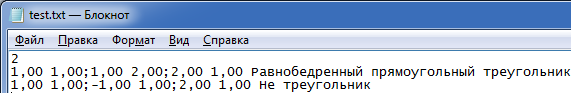 test.txt — Блокнот
Файл Правка Формат Вид Справка
2
1,00 1,00;1,00 2,00;2,00 1,00 Равнобедренный прямоугольный треугольник
1,00 1,00;-1,00 1,00;2,00 1,00 Не треугольник